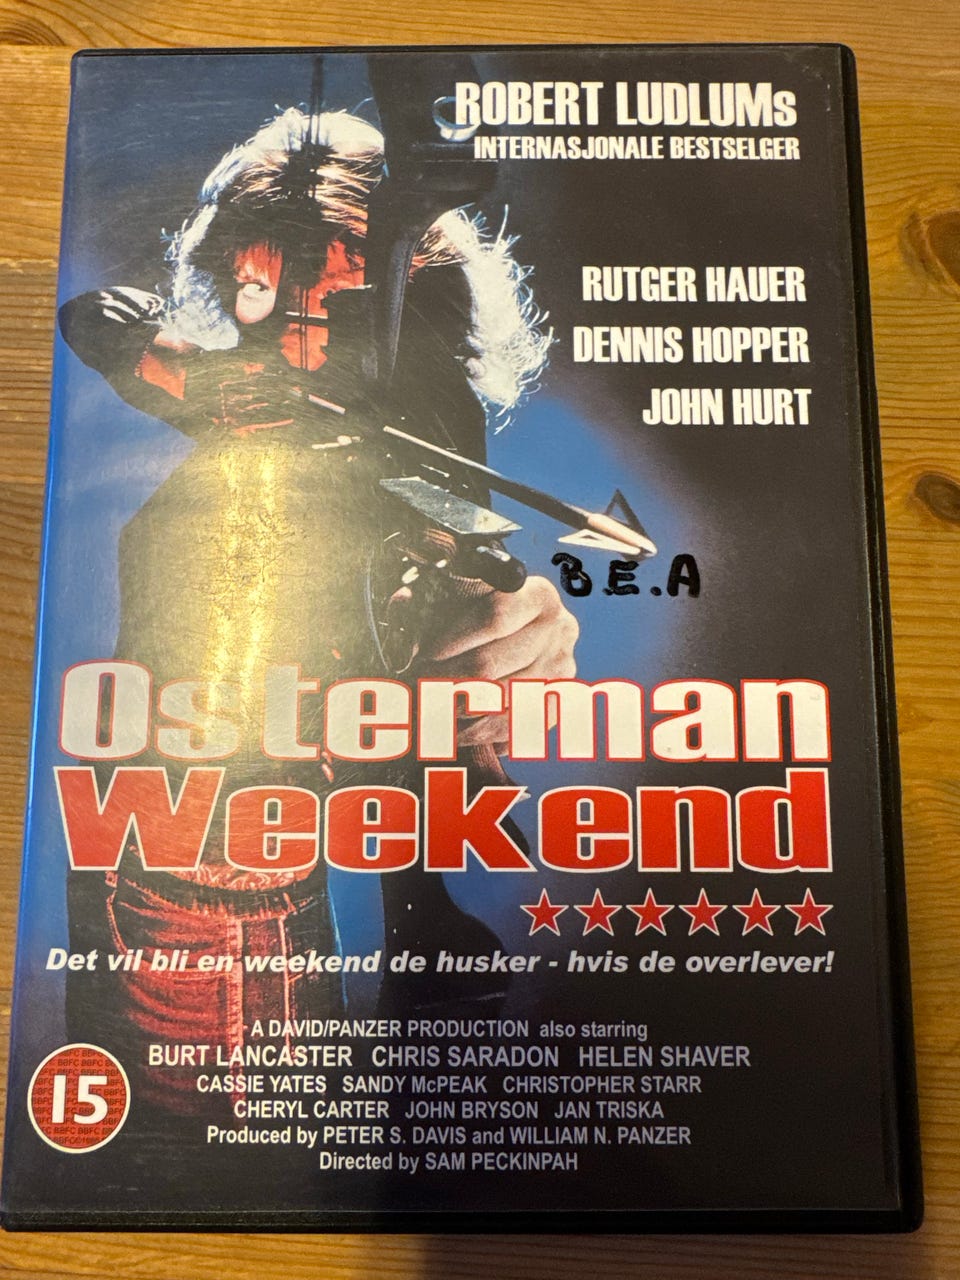 ROBERT LUDLUMs
INTERNASJONALE BESTSELGER
RUTGER HAUER
DENNIS HOPPER
JOHN HURT
B.E.A
Osterman
Weekend
Det vil bli en weekend de husker - hvis de overlever!
A DAVID/PANZER PRODUCTION also starring
BURT LANCASTER CHRIS SARADON HELEN SHAVER
CASSIE YATES SANDY McPEAK CHRISTOPHER STARR
CHERYL CARTER JOHN BRYSON JAN TRISKA
Produced by PETER S. DAVIS and WILLIAM N. PANZER
Directed by SAM PECKINPAH
15